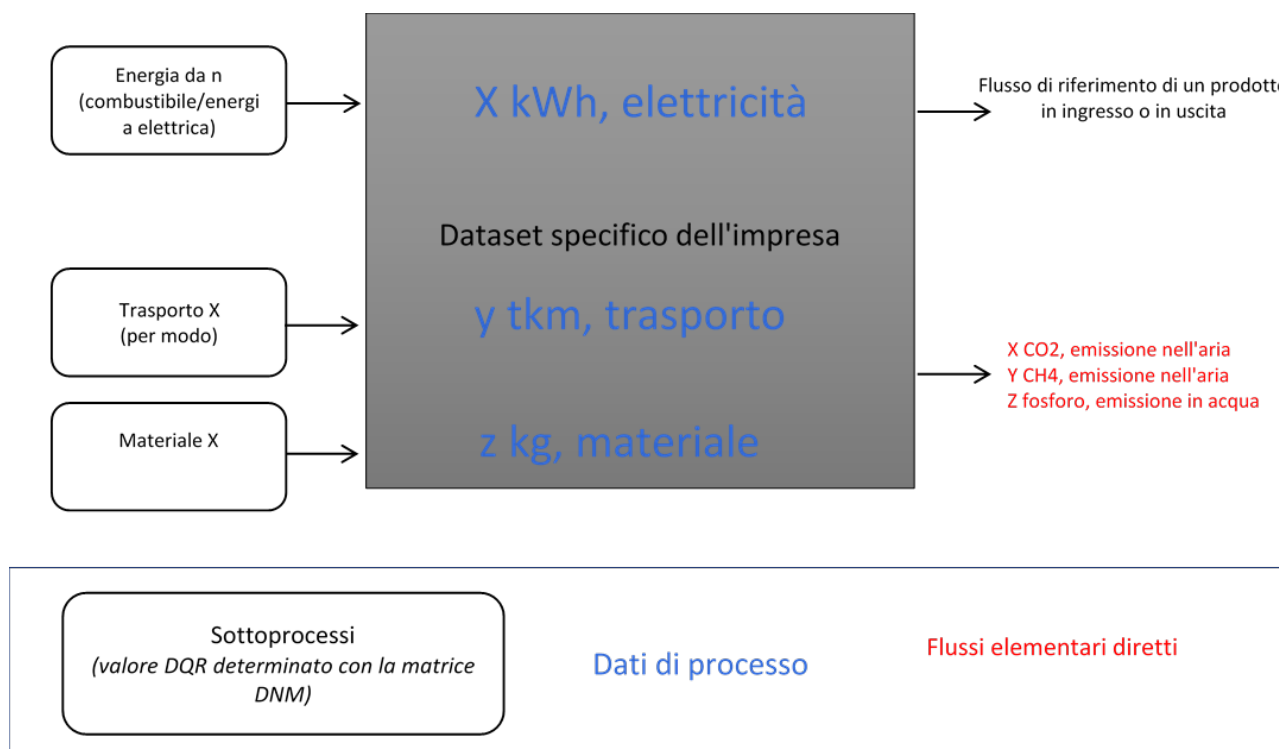 Energia da n
(combustibile/energi
a elettrica)
X kWh, elettricità
Flusso di riferimento di un prodotto
in ingresso o in uscita
Dataset specifico dell'impresa
Trasporto X
(per modo)
y tkm, trasporto
X CO2, emissione nell'aria
Y CH4, emissione nell'aria
Z fosforo, emissione in acqua
Materiale X
z kg, materiale
Sottoprocessi
(valore DQR determinato con la matrice
DNM)
Dati di processo
Flussi elementari diretti